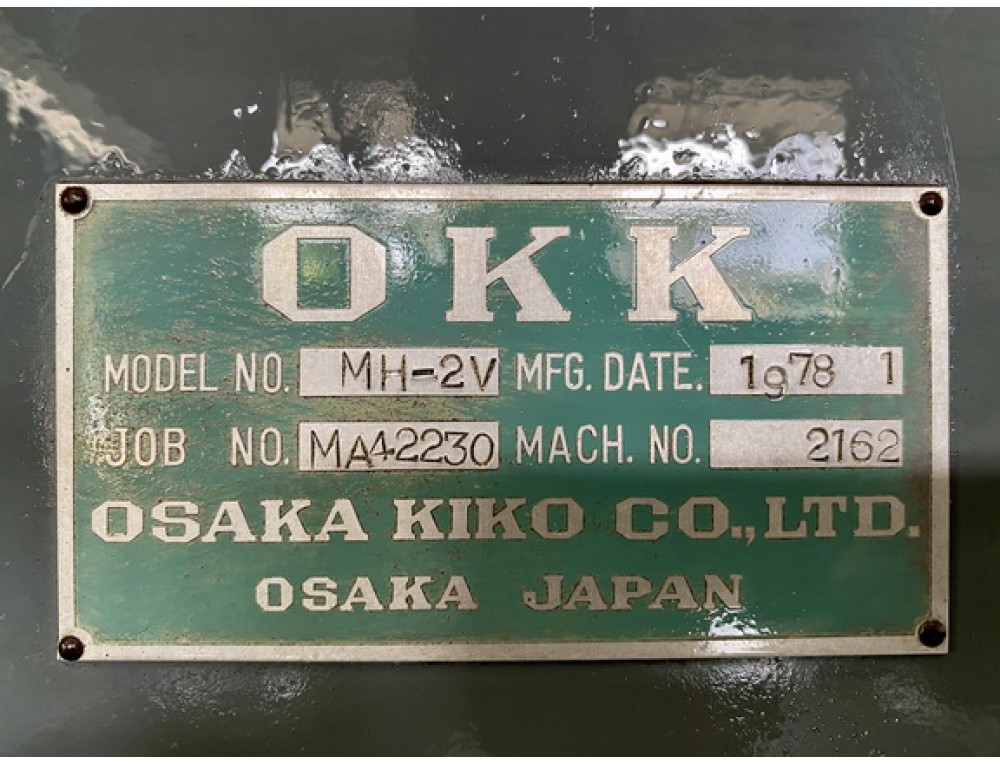 OKK
MODEL NO. MH-2V MFG. DATE. 1978 1
JOB NO. MA42230 MACH. NO. 2162
OSAKA KIKO CO., LTD.
OSAKA JAPAN